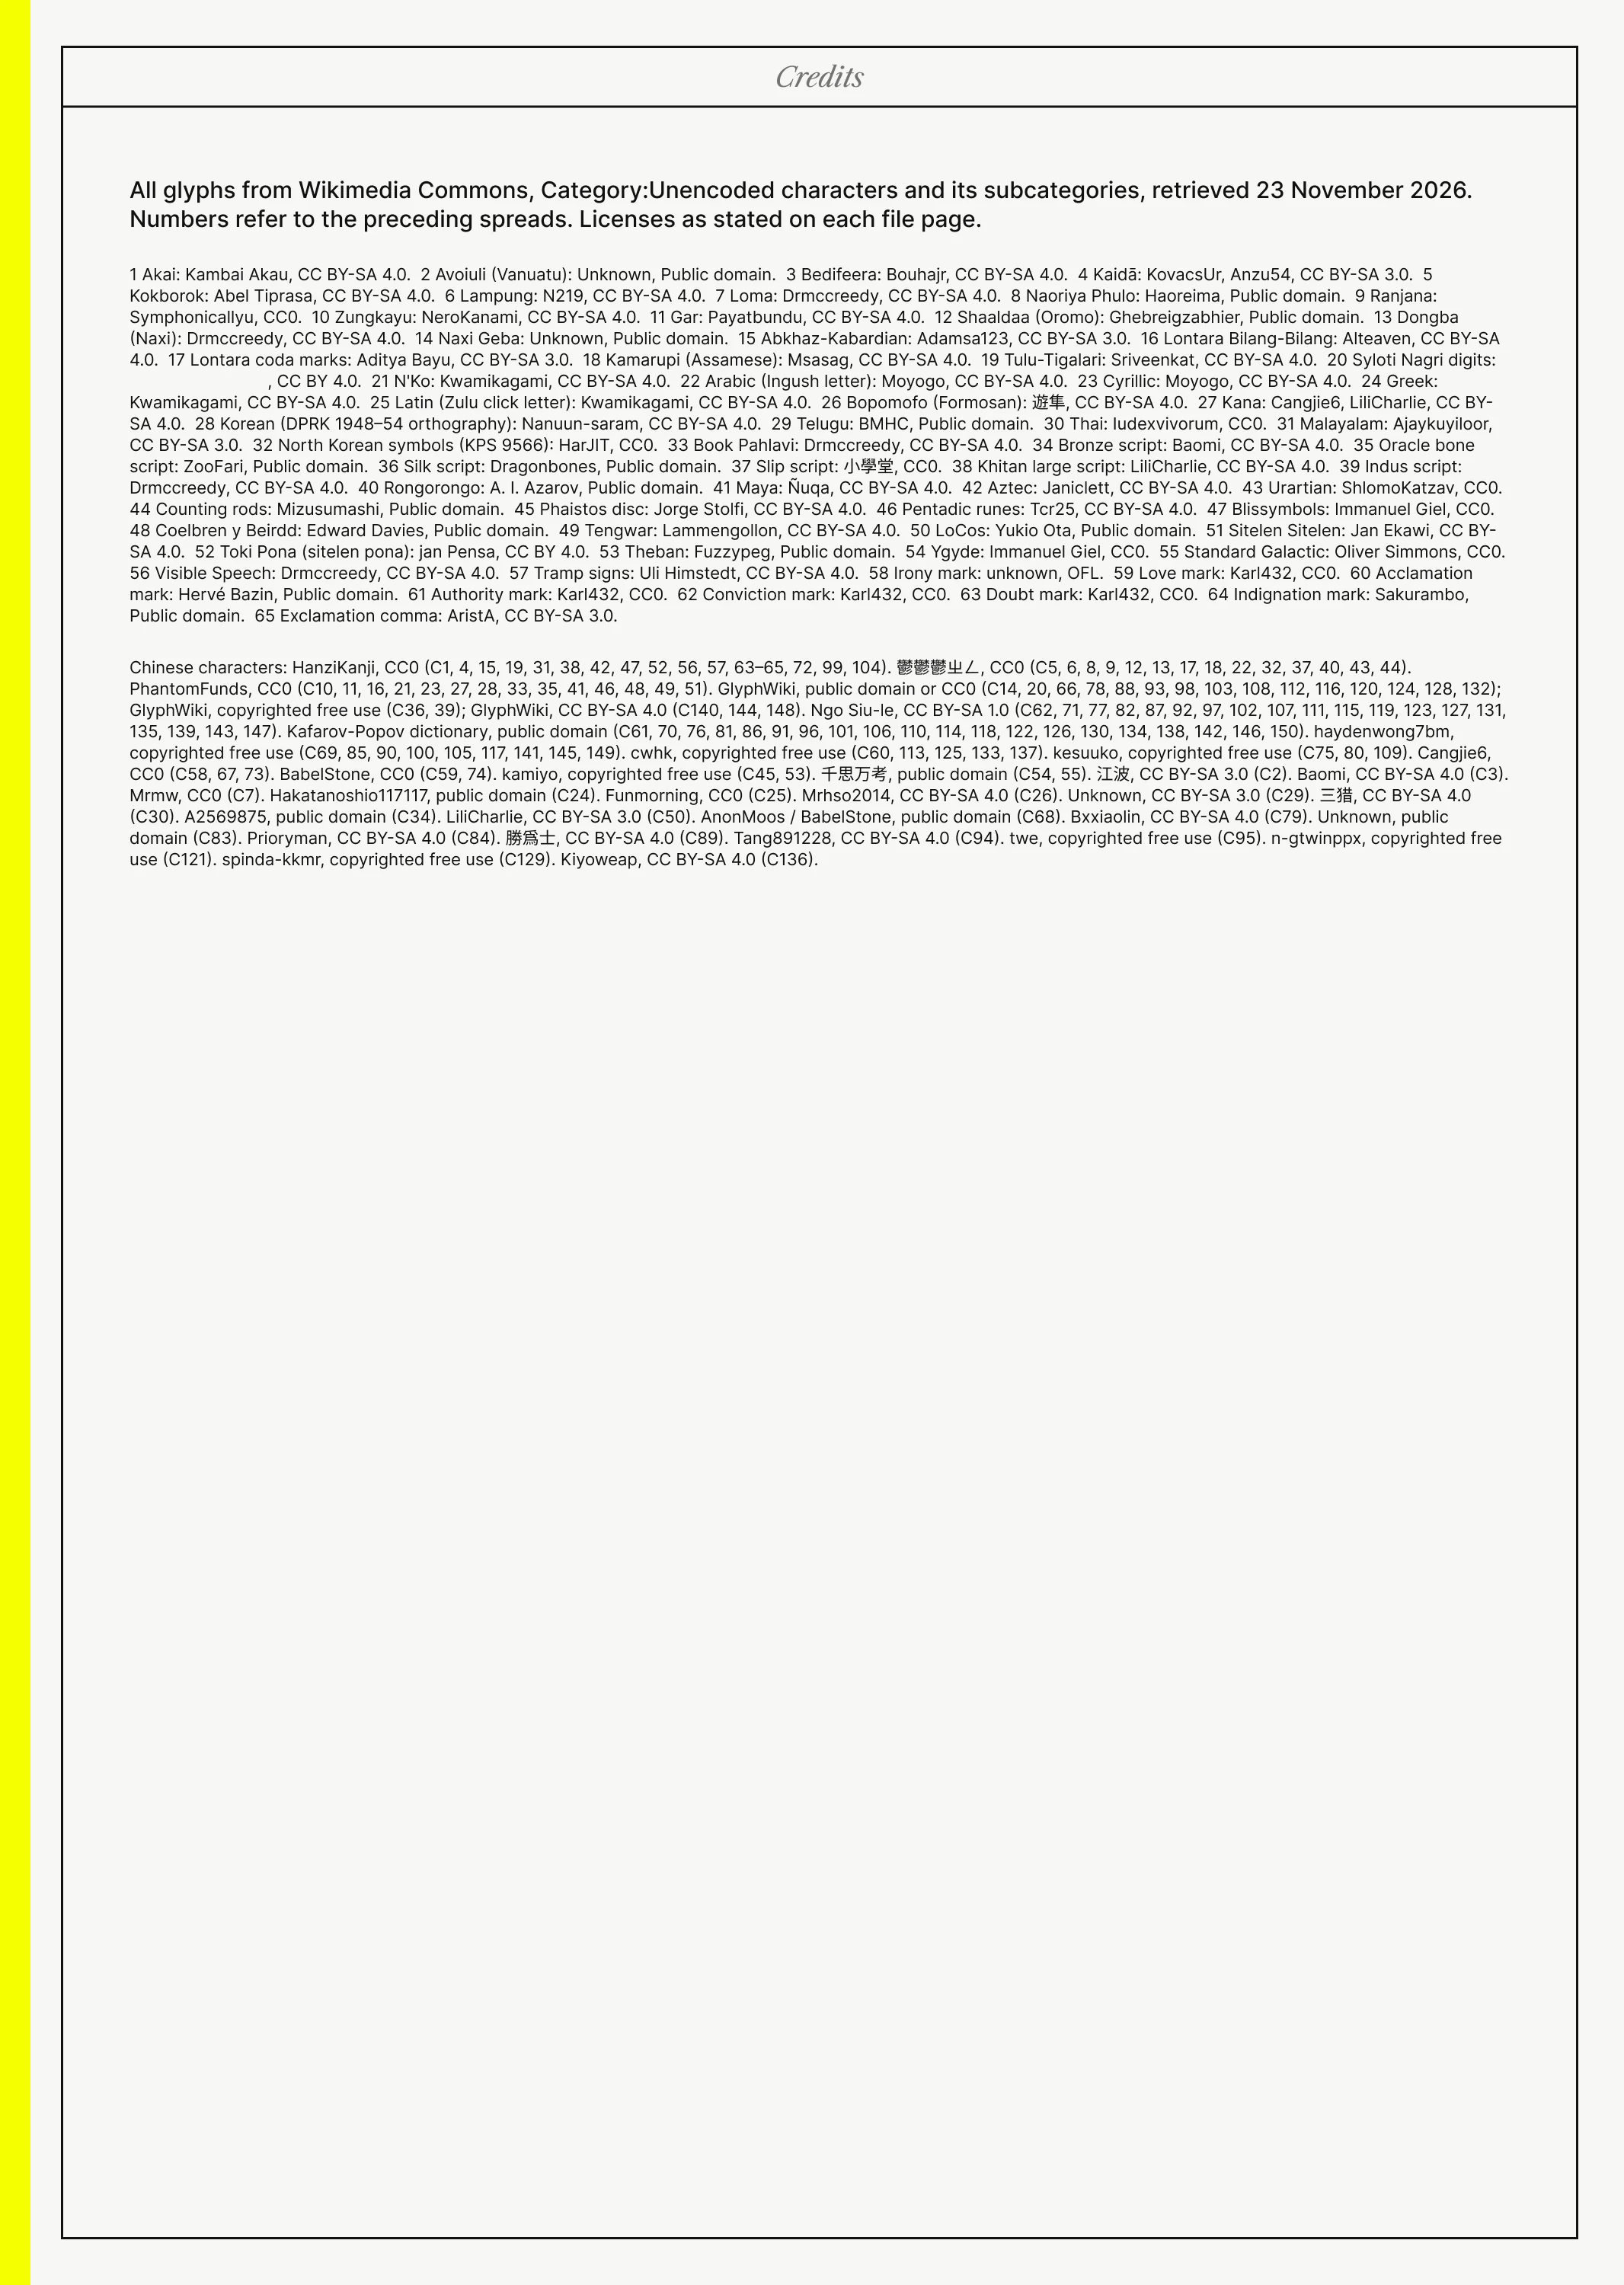 Credits
All glyphs from Wikimedia Commons, Category:Unencoded characters and its subcategories, retrieved 23 November 2026.
Numbers refer to the preceding spreads. Licenses as stated on each file page.
1 Akai: Kambai Akau, CC BY-SA 4.0.  2 Avoiuli (Vanuatu): Unknown, Public domain.  3 Bedifeera: Bouhajr, CC BY-SA 4.0.  4 Kaidā: KovacsUr, Anzu54, CC BY-SA 3.0.  5
Kokborok: Abel Tiprasa, CC BY-SA 4.0.  6 Lampung: N219, CC BY-SA 4.0.  7 Loma: Drmccreedy, CC BY-SA 4.0.  8 Naoriya Phulo: Haoreima, Public domain.  9 Ranjana:
Symphonicallyu, CC0.  10 Zungkayu: NeroKanami, CC BY-SA 4.0.  11 Gar: Payatbundu, CC BY-SA 4.0.  12 Shaaldaa (Oromo): Ghebreigzabhier, Public domain.  13 Dongba
(Naxi): Drmccreedy, CC BY-SA 4.0.  14 Naxi Geba: Unknown, Public domain.  15 Abkhaz-Kabardian: Adamsa123, CC BY-SA 3.0.  16 Lontara Bilang-Bilang: Alteaven, CC BY-SA
4.0.  17 Lontara coda marks: Aditya Bayu, CC BY-SA 3.0.  18 Kamarupi (Assamese): Msasag, CC BY-SA 4.0.  19 Tulu-Tigalari: Sriveenkat, CC BY-SA 4.0.  20 Syloti Nagri digits:
, CC BY 4.0.  21 N'Ko: Kwamikagami, CC BY-SA 4.0.  22 Arabic (Ingush letter): Moyogo, CC BY-SA 4.0.  23 Cyrillic: Moyogo, CC BY-SA 4.0.  24 Greek:
Kwamikagami, CC BY-SA 4.0.  25 Latin (Zulu click letter): Kwamikagami, CC BY-SA 4.0.  26 Bopomofo (Formosan): 遊隼, CC BY-SA 4.0.  27 Kana: Cangjie6, LiliCharlie, CC BY-
SA 4.0.  28 Korean (DPRK 1948–54 orthography): Nanuun-saram, CC BY-SA 4.0.  29 Telugu: BMHC, Public domain.  30 Thai: Iudexvivorum, CC0.  31 Malayalam: Ajaykuyiloor,
CC BY-SA 3.0.  32 North Korean symbols (KPS 9566): HarJIT, CC0.  33 Book Pahlavi: Drmccreedy, CC BY-SA 4.0.  34 Bronze script: Baomi, CC BY-SA 4.0.  35 Oracle bone
script: ZooFari, Public domain.  36 Silk script: Dragonbones, Public domain.  37 Slip script: 小學堂, CC0.  38 Khitan large script: LiliCharlie, CC BY-SA 4.0.  39 Indus script:
Drmccreedy, CC BY-SA 4.0.  40 Rongorongo: A. I. Azarov, Public domain.  41 Maya: Ñuqa, CC BY-SA 4.0.  42 Aztec: Janiclett, CC BY-SA 4.0.  43 Urartian: ShlomoKatzav, CC0.
44 Counting rods: Mizusumashi, Public domain.  45 Phaistos disc: Jorge Stolfi, CC BY-SA 4.0.  46 Pentadic runes: Tcr25, CC BY-SA 4.0.  47 Blissymbols: Immanuel Giel, CC0.
48 Coelbren y Beirdd: Edward Davies, Public domain.  49 Tengwar: Lammengollon, CC BY-SA 4.0.  50 LoCos: Yukio Ota, Public domain.  51 Sitelen Sitelen: Jan Ekawi, CC BY-
SA 4.0.  52 Toki Pona (sitelen pona): jan Pensa, CC BY 4.0.  53 Theban: Fuzzypeg, Public domain.  54 Ygyde: Immanuel Giel, CC0.  55 Standard Galactic: Oliver Simmons, CC0.
56 Visible Speech: Drmccreedy, CC BY-SA 4.0.  57 Tramp signs: Uli Himstedt, CC BY-SA 4.0.  58 Irony mark: unknown, OFL.  59 Love mark: Karl432, CC0.  60 Acclamation
mark: Hervé Bazin, Public domain.  61 Authority mark: Karl432, CC0.  62 Conviction mark: Karl432, CC0.  63 Doubt mark: Karl432, CC0.  64 Indignation mark: Sakurambo,
Public domain.  65 Exclamation comma: AristA, CC BY-SA 3.0.
Chinese characters: HanziKanji, CC0 (C1, 4, 15, 19, 31, 38, 42, 47, 52, 56, 57, 63–65, 72, 99, 104). 鬱鬱鬱ㄓㄥ, CC0 (C5, 6, 8, 9, 12, 13, 17, 18, 22, 32, 37, 40, 43, 44).
PhantomFunds, CC0 (C10, 11, 16, 21, 23, 27, 28, 33, 35, 41, 46, 48, 49, 51). GlyphWiki, public domain or CC0 (C14, 20, 66, 78, 88, 93, 98, 103, 108, 112, 116, 120, 124, 128, 132);
GlyphWiki, copyrighted free use (C36, 39); GlyphWiki, CC BY-SA 4.0 (C140, 144, 148). Ngo Siu-le, CC BY-SA 1.0 (C62, 71, 77, 82, 87, 92, 97, 102, 107, 111, 115, 119, 123, 127, 131,
135, 139, 143, 147). Kafarov-Popov dictionary, public domain (C61, 70, 76, 81, 86, 91, 96, 101, 106, 110, 114, 118, 122, 126, 130, 134, 138, 142, 146, 150). haydenwong7bm,
copyrighted free use (C69, 85, 90, 100, 105, 117, 141, 145, 149). cwhk, copyrighted free use (C60, 113, 125, 133, 137). kesuuko, copyrighted free use (C75, 80, 109). Cangjie6,
CC0 (C58, 67, 73). BabelStone, CC0 (C59, 74). kamiyo, copyrighted free use (C45, 53). 千思万考, public domain (C54, 55). 江波, CC BY-SA 3.0 (C2). Baomi, CC BY-SA 4.0 (C3).
Mrmw, CC0 (C7). Hakatanoshio117117, public domain (C24). Funmorning, CC0 (C25). Mrhso2014, CC BY-SA 4.0 (C26). Unknown, CC BY-SA 3.0 (C29). 三猎, CC BY-SA 4.0
(C30). A2569875, public domain (C34). LiliCharlie, CC BY-SA 3.0 (C50). AnonMoos / BabelStone, public domain (C68). Bxxiaolin, CC BY-SA 4.0 (C79). Unknown, public
domain (C83). Prioryman, CC BY-SA 4.0 (C84). 勝爲士, CC BY-SA 4.0 (C89). Tang891228, CC BY-SA 4.0 (C94). twe, copyrighted free use (C95). n-gtwinppx, copyrighted free
use (C121). spinda-kkmr, copyrighted free use (C129). Kiyoweap, CC BY-SA 4.0 (C136).